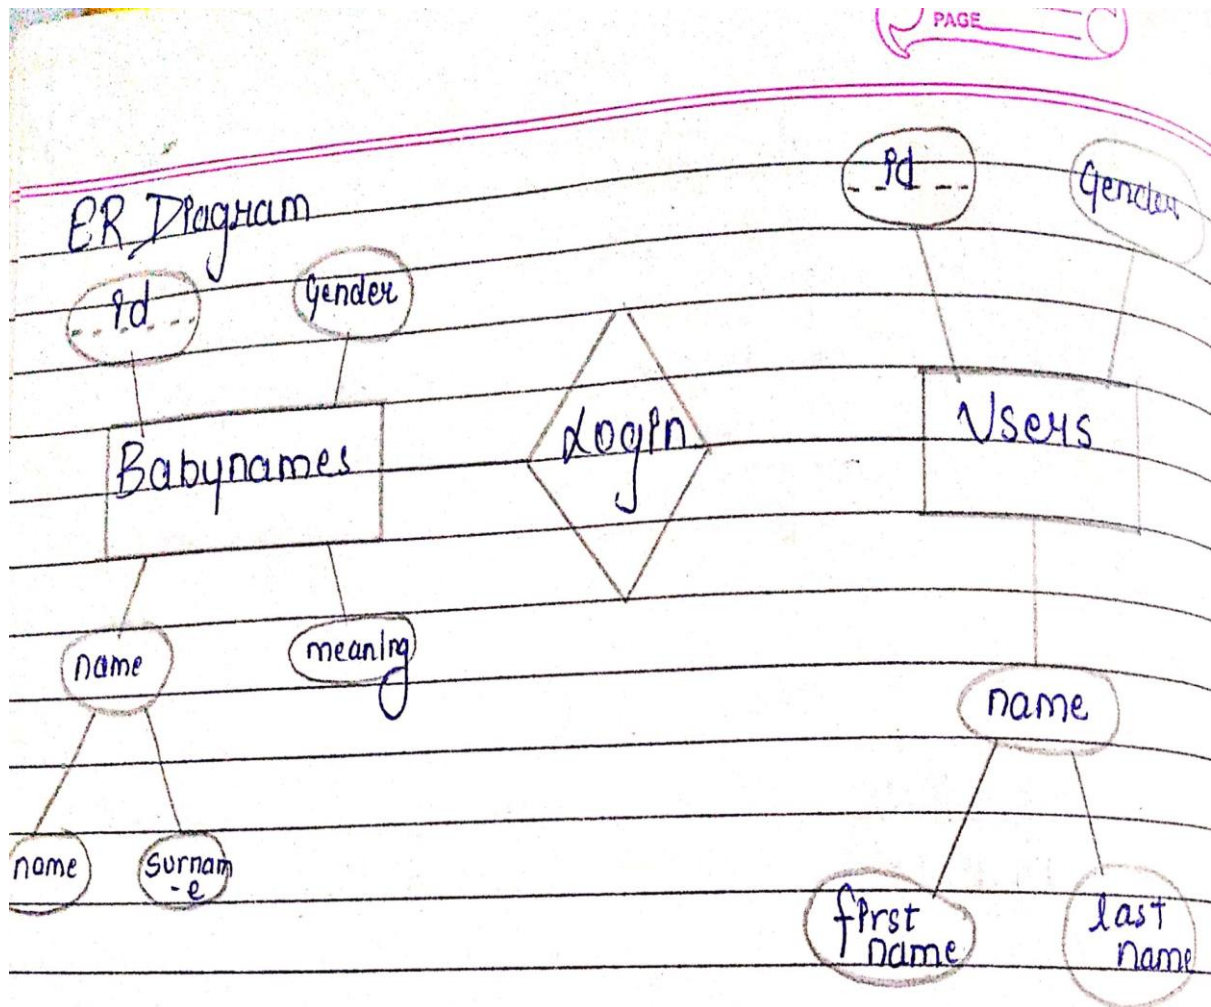 PAGE
ER Diagram
id
Gender
id
Gender
Babynames
Login
Users
name
meaning
name
name
surnam
-e
first
name
last
name